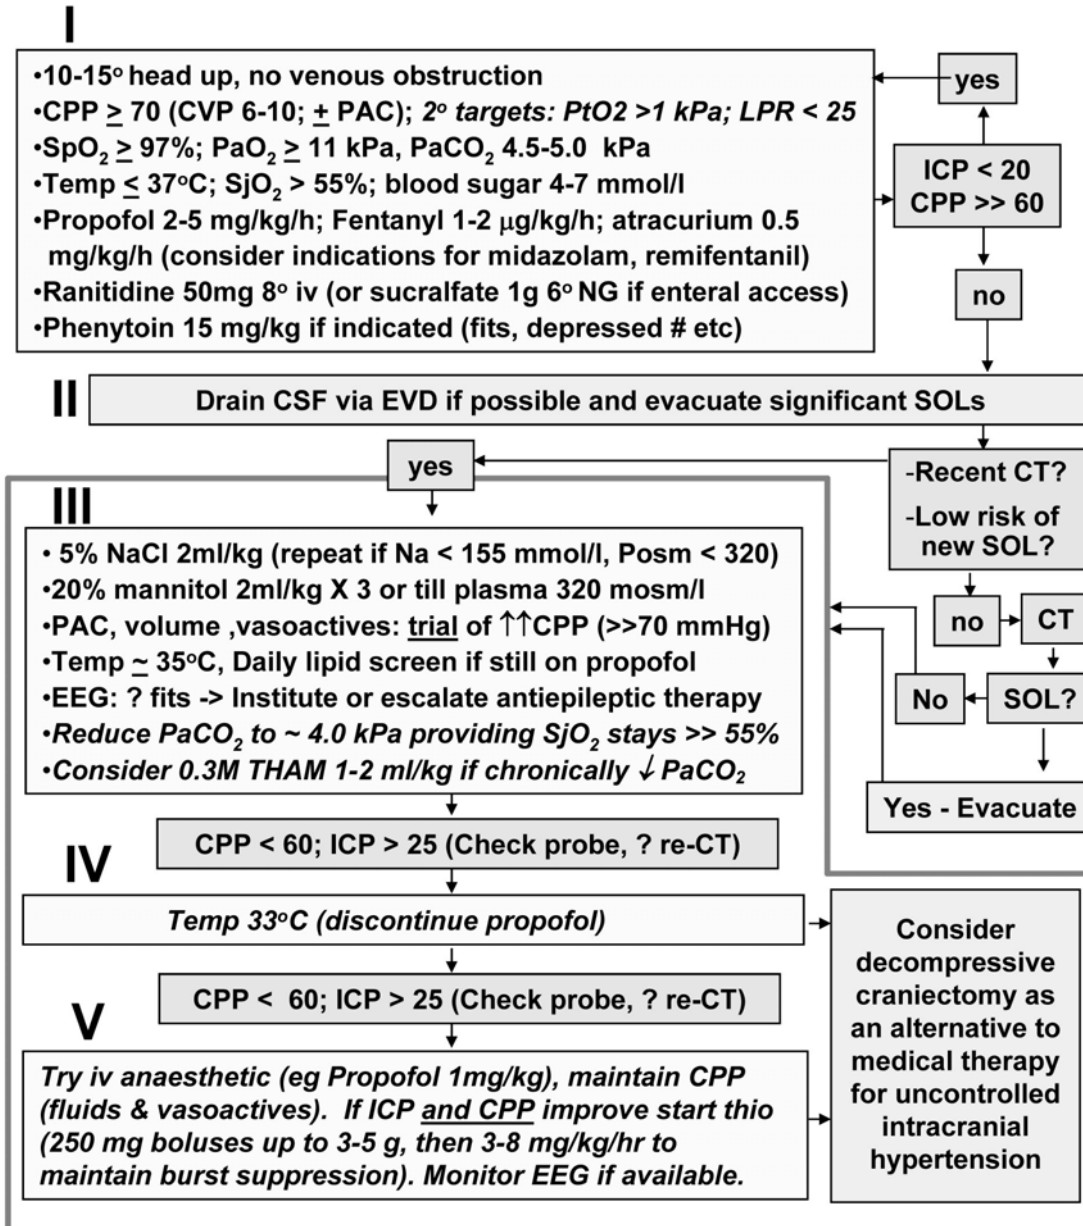 I
•10-15o head up, no venous obstruction
•CPP ≥ 70 (CVP 6-10; ± PAC); 2o targets: PtO2 >1 kPa; LPR < 25
•SpO2 ≥ 97%; PaO2 ≥ 11 kPa, PaCO2 4.5-5.0 kPa
•Temp ≤ 37oC; SjO2 > 55%; blood sugar 4-7 mmol/l
•Propofol 2-5 mg/kg/h; Fentanyl 1-2 μg/kg/h; atracurium 0.5
mg/kg/h (consider indications for midazolam, remifentanil)
•Ranitidine 50mg 8o iv (or sucralfate 1g 6o NG if enteral access)
•Phenytoin 15 mg/kg if indicated (fits, depressed # etc)
yes
ICP < 20
CPP >> 60
no
II
Drain CSF via EVD if possible and evacuate significant SOLs
yes
-Recent CT?
-Low risk of
new SOL?
no
CT
SOL?
No
Yes - Evacuate
III
• 5% NaCl 2ml/kg (repeat if Na < 155 mmol/l, Posm < 320)
•20% mannitol 2ml/kg X 3 or till plasma 320 mosm/l
•PAC, volume ,vasoactives: trial of ↑↑CPP (>>70 mmHg)
•Temp ~ 35oC, Daily lipid screen if still on propofol
•EEG: ? fits -> Institute or escalate antiepileptic therapy
•Reduce PaCO2 to ~ 4.0 kPa providing SjO2 stays >> 55%
•Consider 0.3M THAM 1-2 ml/kg if chronically ↓ PaCO2
CPP < 60; ICP > 25 (Check probe, ? re-CT)
IV
Temp 33oC (discontinue propofol)
CPP < 60; ICP > 25 (Check probe, ? re-CT)
V
Try iv anaesthetic (eg Propofol 1mg/kg), maintain CPP
(fluids & vasoactives). If ICP and CPP improve start thio
(250 mg boluses up to 3-5 g, then 3-8 mg/kg/hr to
maintain burst suppression). Monitor EEG if available.
Consider
decompressive
craniectomy as
an alternative to
medical therapy
for uncontrolled
intracranial
hypertension